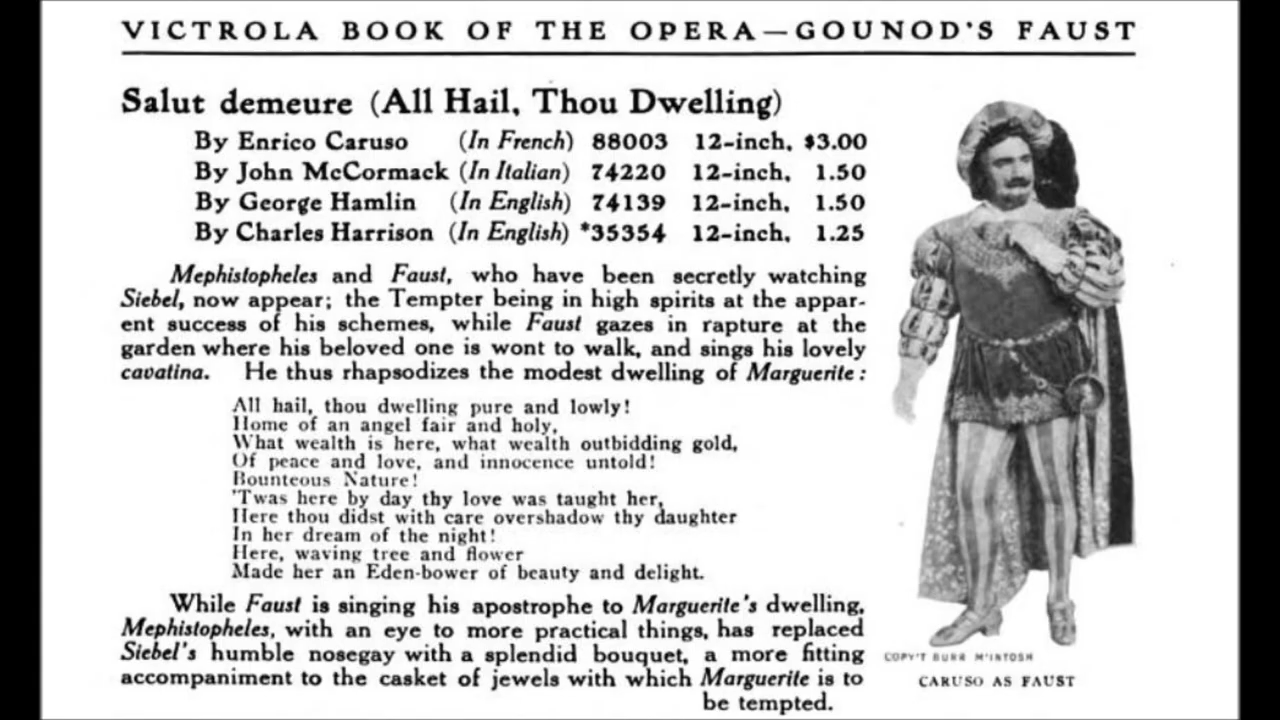 VICTROLA BOOK OF THE OPERA—GOUNOD'S FAUST
Salut demeure (All Hail, Thou Dwelling)
By Enrico Caruso (In French) 88003 12-inch, $3.00
By John McCormack (In Italian) 74220 12-inch, 1.50
By George Hamlin (In English) 74139 12-inch, 1.50
By Charles Harrison (In English) *35354 12-inch, 1.25
Mephistopheles and Faust, who have been secretly watching
Siebel, now appear; the Tempter being in high spirits at the appar-
ent success of his schemes, while Faust gazes in rapture at the
garden where his beloved one is wont to walk, and sings his lovely
cavatina. He thus rhapsodizes the modest dwelling of Marguerite:
All hail, thou dwelling pure and lowly!
Home of an angel fair and holy,
What wealth is here, what wealth outbidding gold,
Of peace and love, and innocence untold!
Bounteous Nature!
'Twas here by day thy love was taught her,
Here thou didst with care overshadow thy daughter
In her dream of the night!
Here, waving tree and flower
Made her an Eden-bower of beauty and delight.
While Faust is singing his apostrophe to Marguerite's dwelling,
Mephistopheles, with an eye to more practical things, has replaced
Siebel's humble nosegay with a splendid bouquet, a more fitting
accompaniment to the casket of jewels with which Marguerite is to
be tempted.
COPY'T BURR M'INTOSH
CARUSO AS FAUST